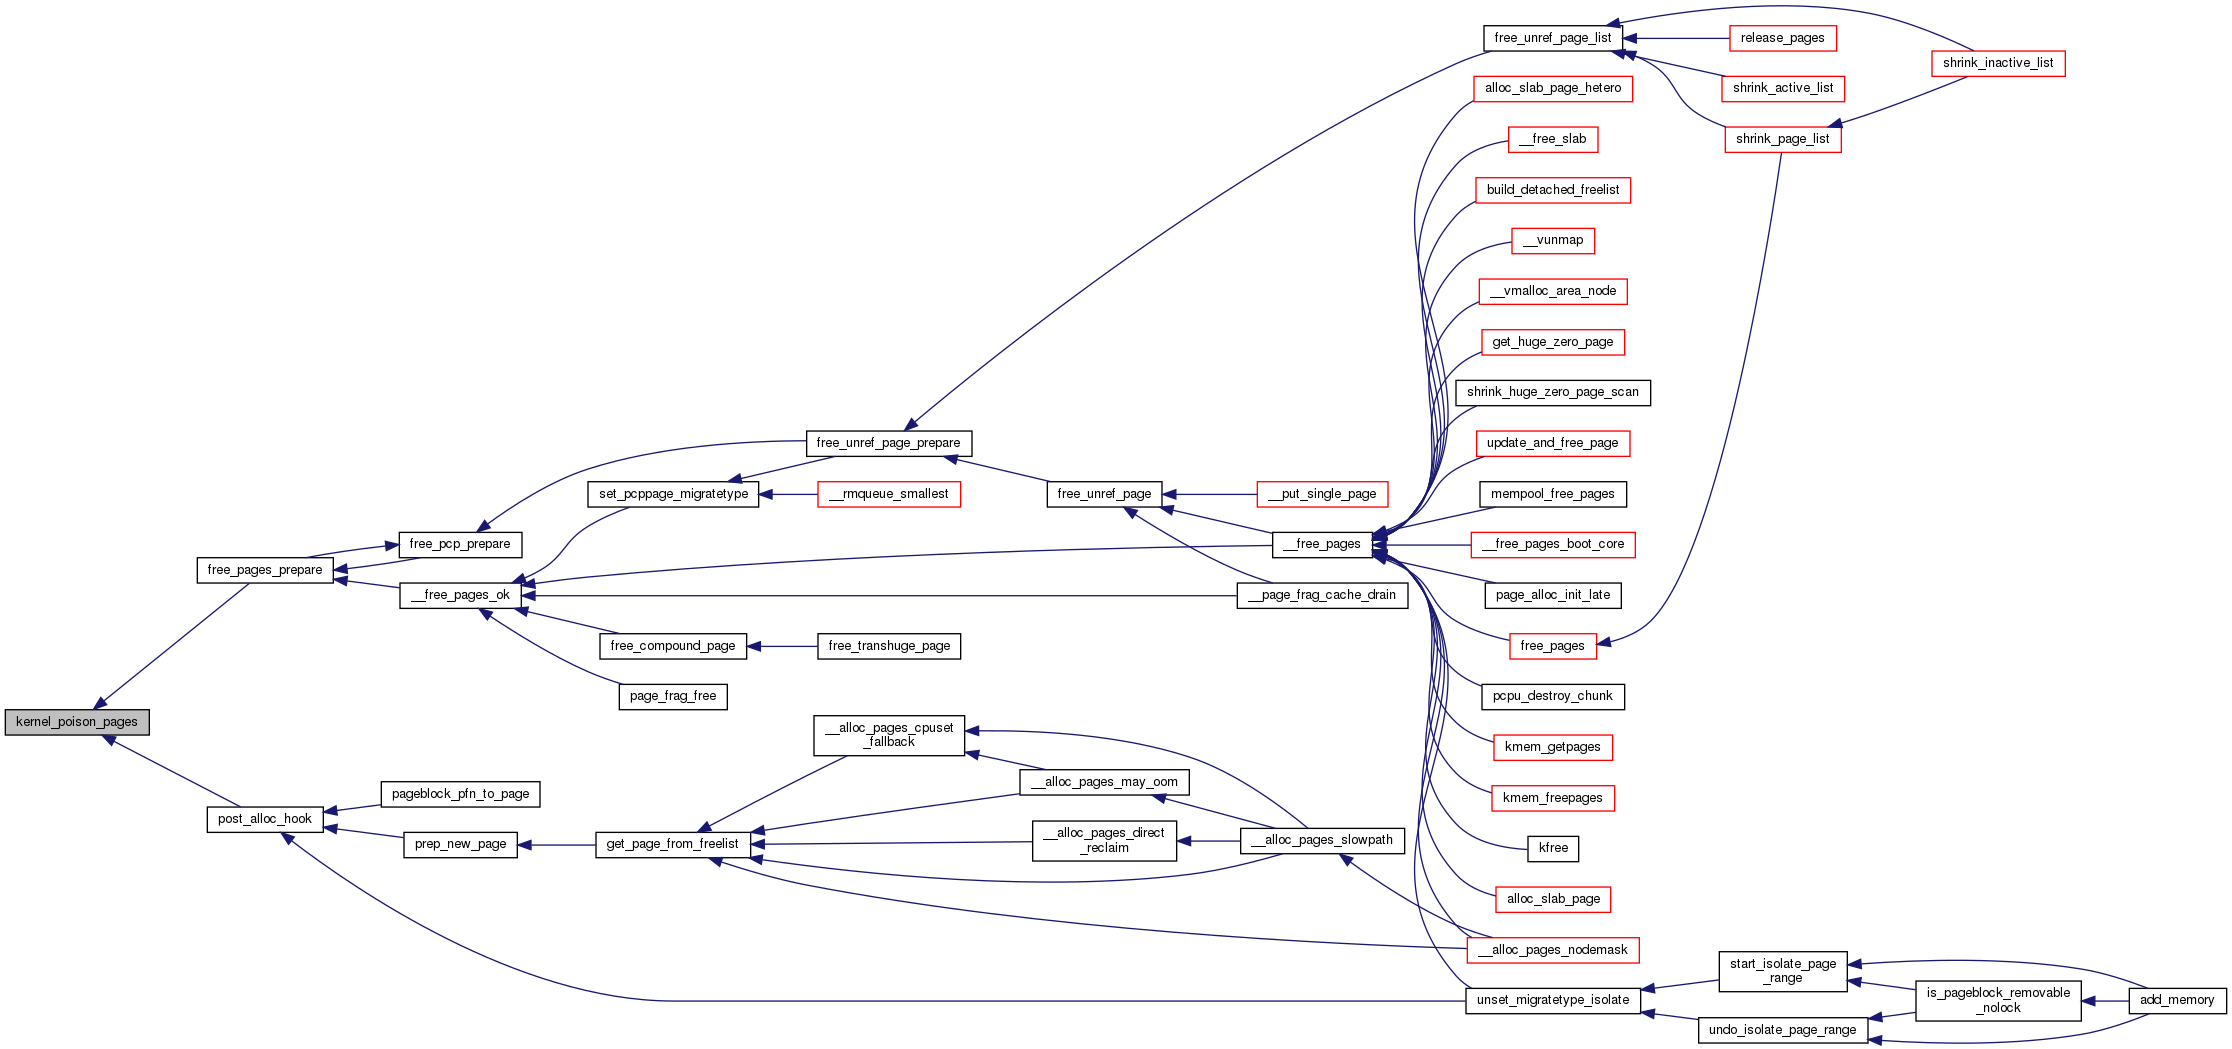 free_unref_page_list
release_pages
shrink_inactive_list
alloc_slab_page_hetero
shrink_active_list
__free_slab
shrink_page_list
build_detached_freelist
__vunmap
__vmalloc_area_node
get_huge_zero_page
shrink_huge_zero_page_scan
free_unref_page_prepare
update_and_free_page
set_pcppage_migratetype
__rmqueue_smallest
free_unref_page
__put_single_page
mempool_free_pages
free_pcp_prepare
__free_pages
__free_pages_boot_core
free_pages_prepare
__free_pages_ok
__page_frag_cache_drain
page_alloc_init_late
free_compound_page
free_transhuge_page
free_pages
page_frag_free
pcpu_destroy_chunk
kernel_poison_pages
__alloc_pages_cpuset
_fallback
kmem_getpages
__alloc_pages_may_oom
pageblock_pfn_to_page
kmem_freepages
post_alloc_hook
prep_new_page
get_page_from_freelist
__alloc_pages_direct
_reclaim
__alloc_pages_slowpath
kfree
alloc_slab_page
__alloc_pages_nodemask
start_isolate_page
_range
unset_migratetype_isolate
is_pageblock_removable
_nolock
add_memory
undo_isolate_page_range